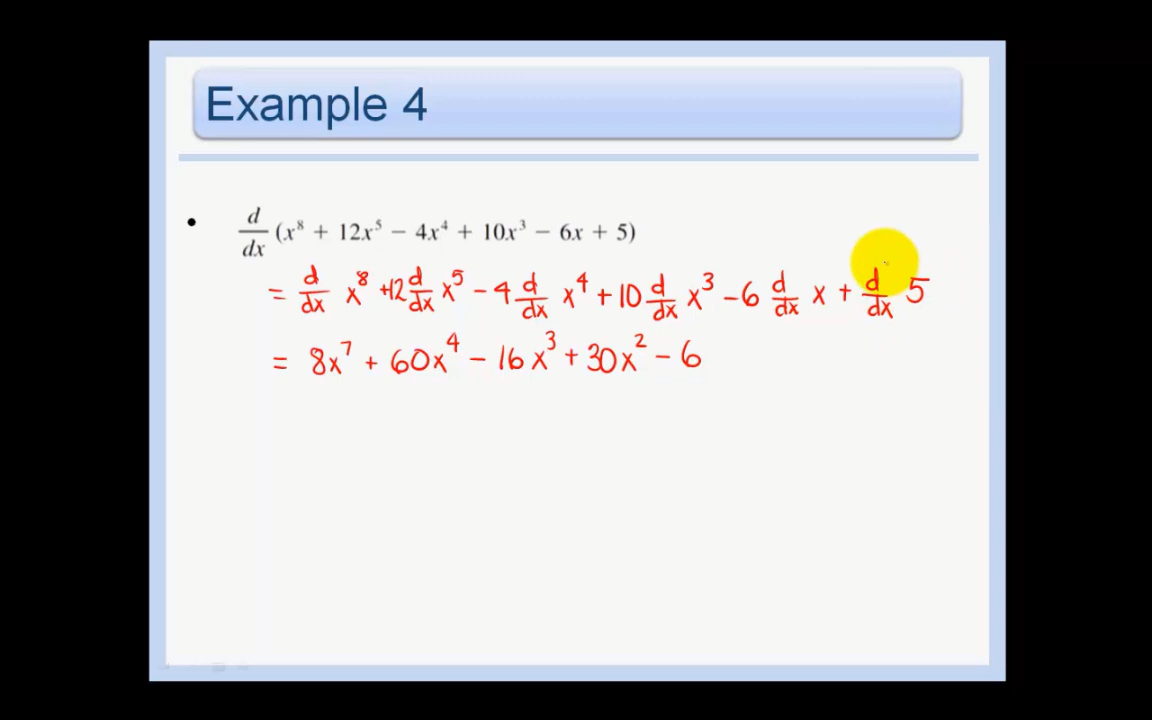 Example 4
• d/dx (x⁸ + 12x⁵ − 4x⁴ + 10x³ − 6x + 5)
= d/dx x⁸ +12 d/dx x⁵ − 4 d/dx x⁴ + 10 d/dx x³ − 6 d/dx x + d/dx 5
= 8x⁷ + 60x⁴ − 16x³ + 30x² − 6